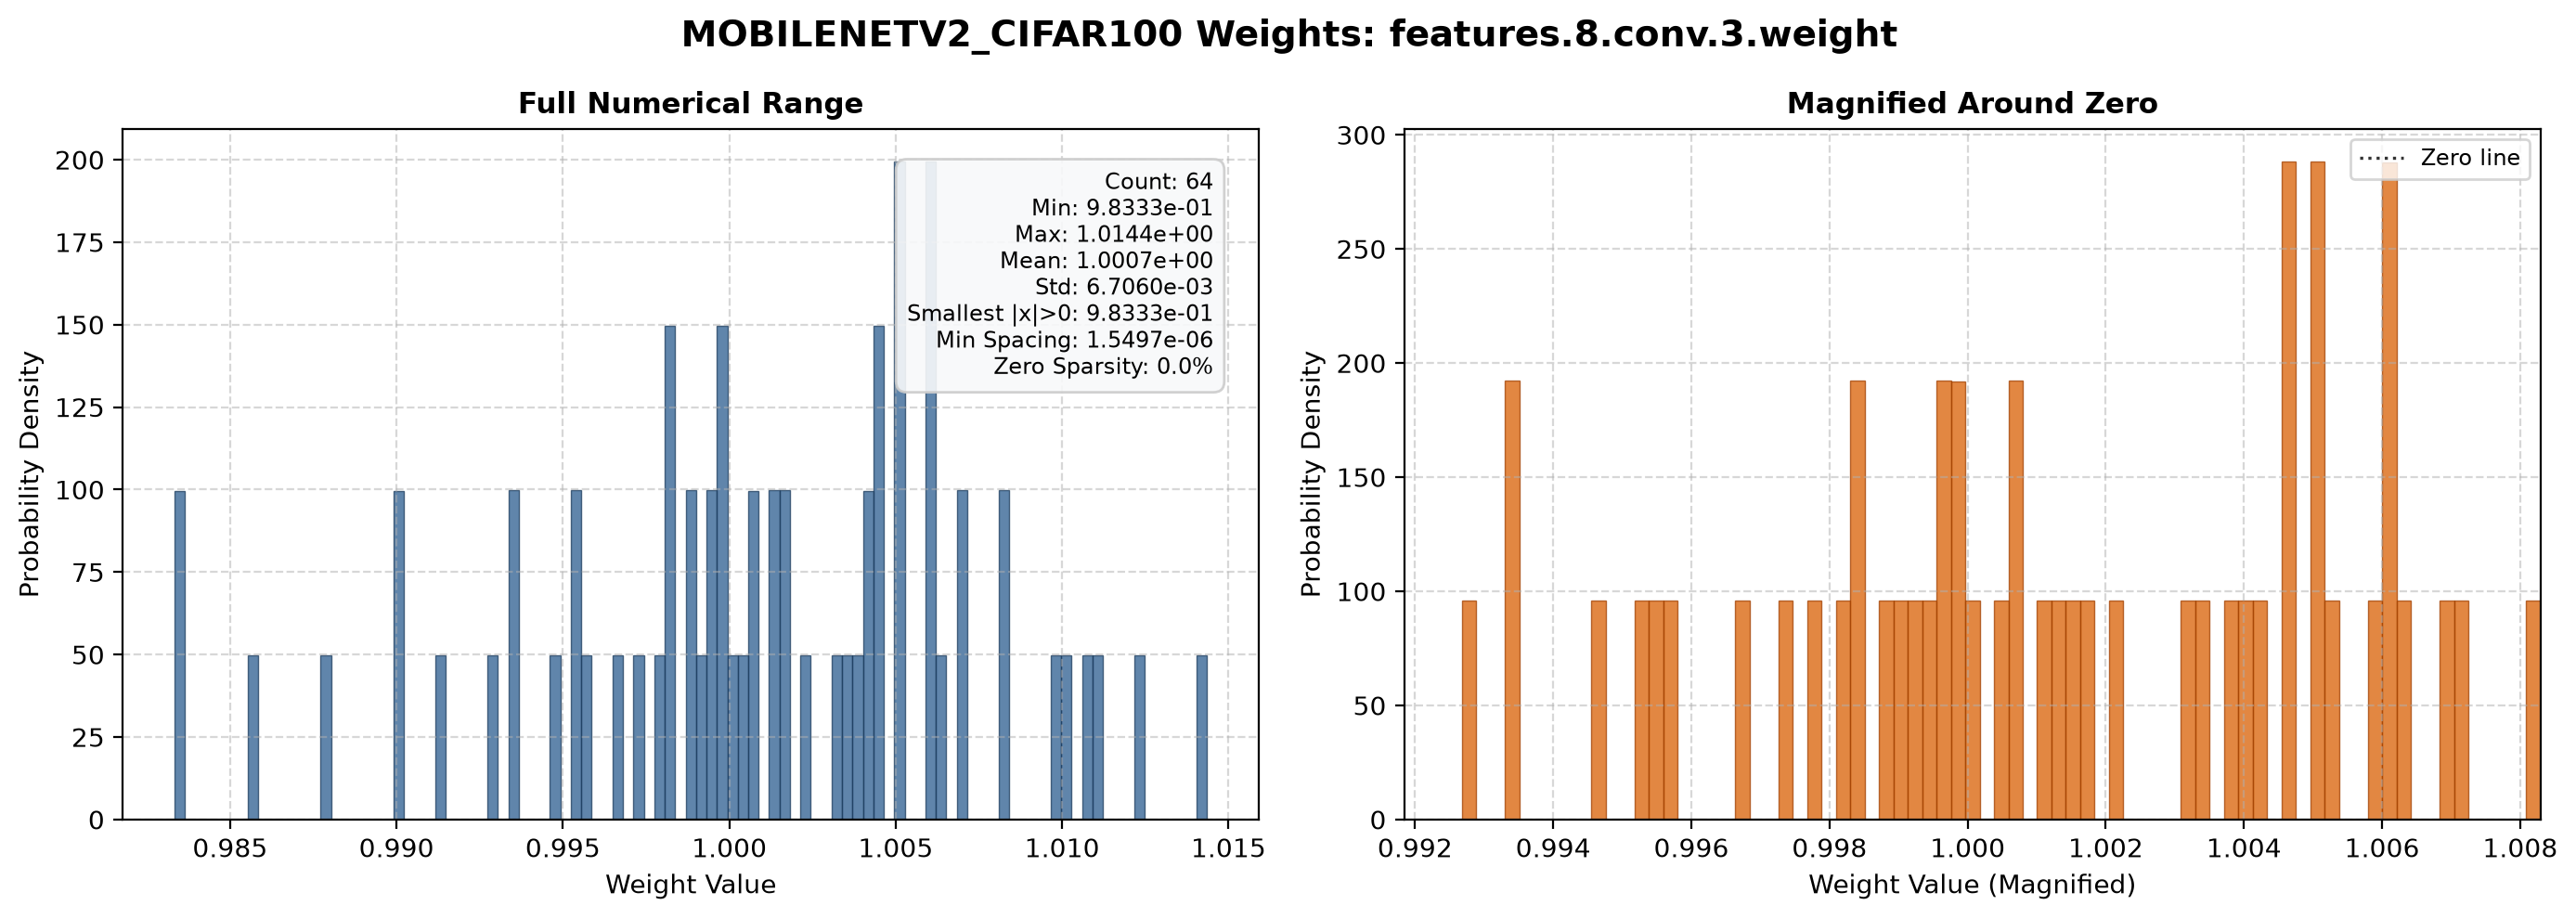 MOBILENETV2_CIFAR100 Weights: features.8.conv.3.weight
Full Numerical Range
Probability Density
200
175
150
125
100
75
50
25
0
Count: 64
Min: 9.8333e-01
Max: 1.0144e+00
Mean: 1.0007e+00
Std: 6.7060e-03
Smallest |x|>0: 9.8333e-01
Min Spacing: 1.5497e-06
Zero Sparsity: 0.0%
0.985 0.990 0.995 1.000 1.005 1.010 1.015
Weight Value
Magnified Around Zero
Probability Density
300
250
200
150
100
50
0
Zero line
0.992 0.994 0.996 0.998 1.000 1.002 1.004 1.006 1.008
Weight Value (Magnified)